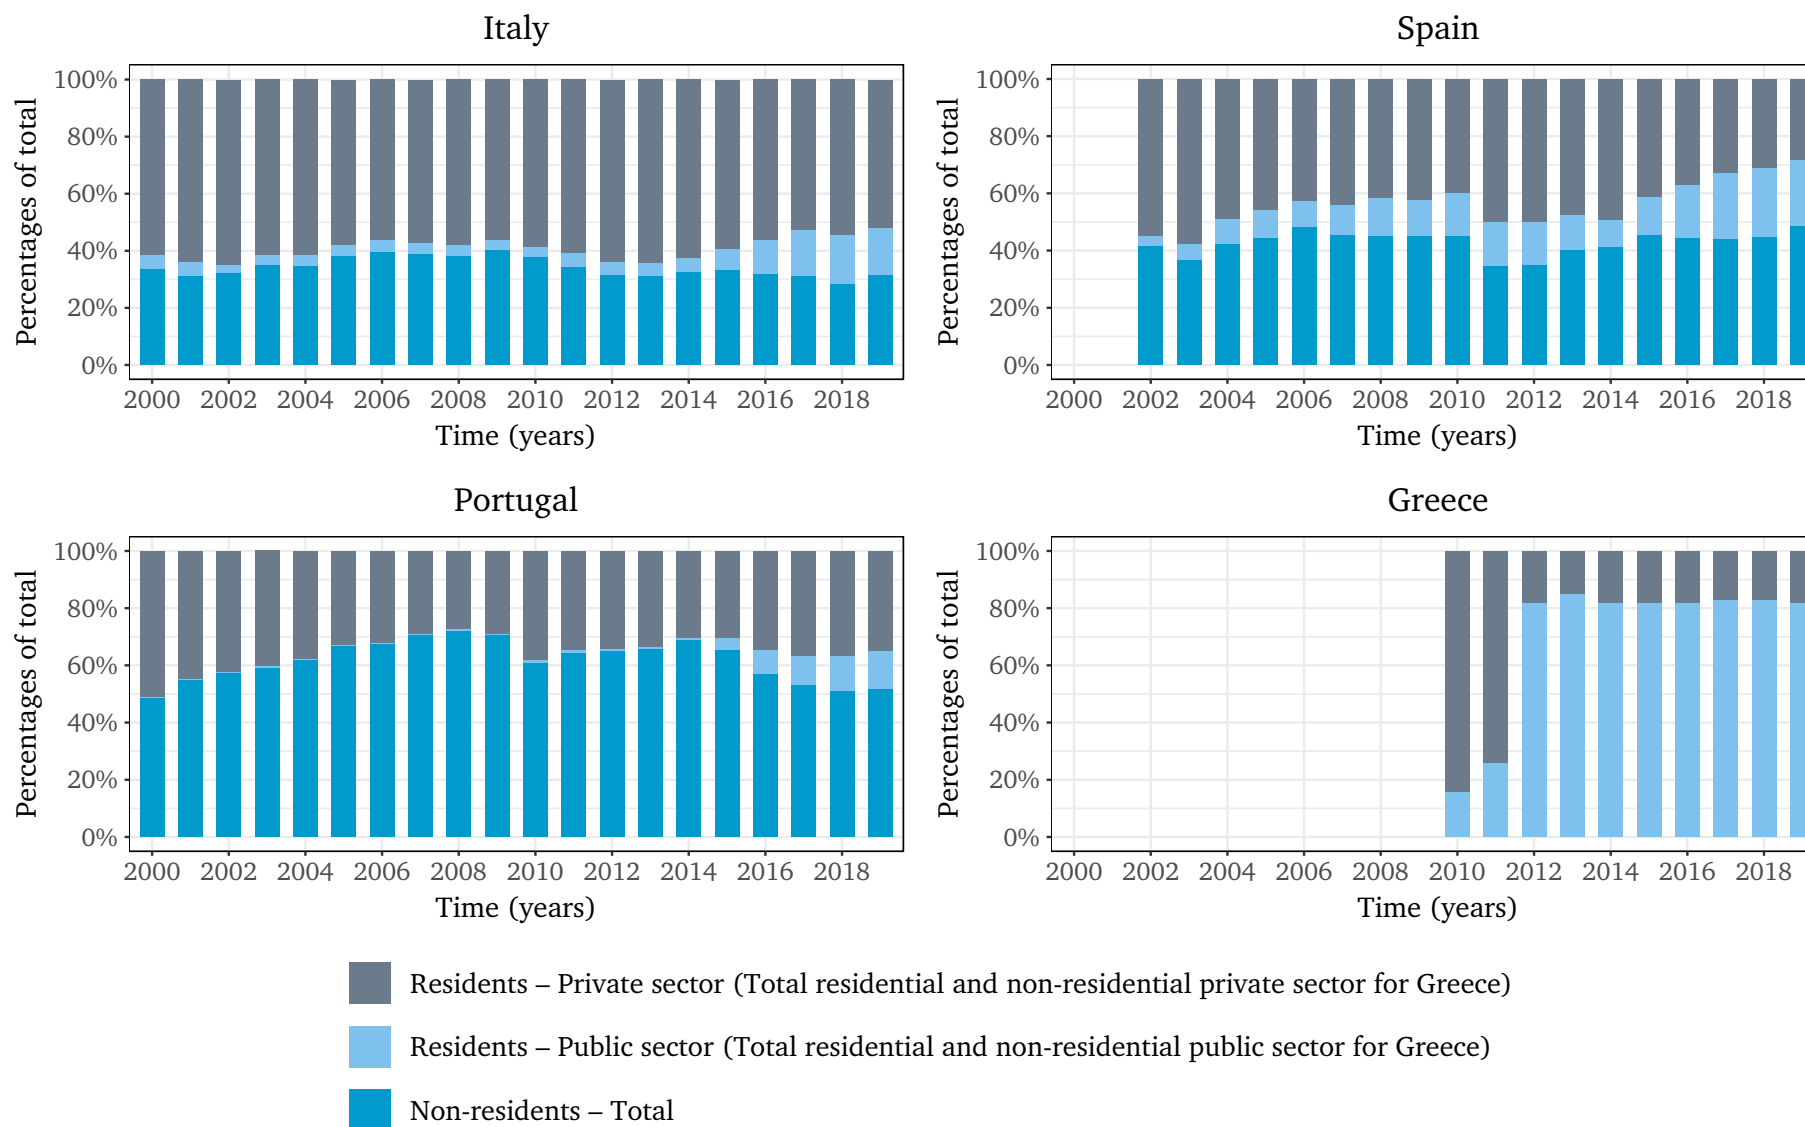 Italy
Percentages of total
100%
80%
60%
40%
20%
0%
2000 2002 2004 2006 2008 2010 2012 2014 2016 2018
Time (years)
Spain
Percentages of total
100%
80%
60%
40%
20%
0%
2000 2002 2004 2006 2008 2010 2012 2014 2016 2018
Time (years)
Portugal
Percentages of total
100%
80%
60%
40%
20%
0%
2000 2002 2004 2006 2008 2010 2012 2014 2016 2018
Time (years)
Greece
Percentages of total
100%
80%
60%
40%
20%
0%
2000 2002 2004 2006 2008 2010 2012 2014 2016 2018
Time (years)
Residents – Private sector (Total residential and non-residential private sector for Greece)
Residents – Public sector (Total residential and non-residential public sector for Greece)
Non-residents – Total